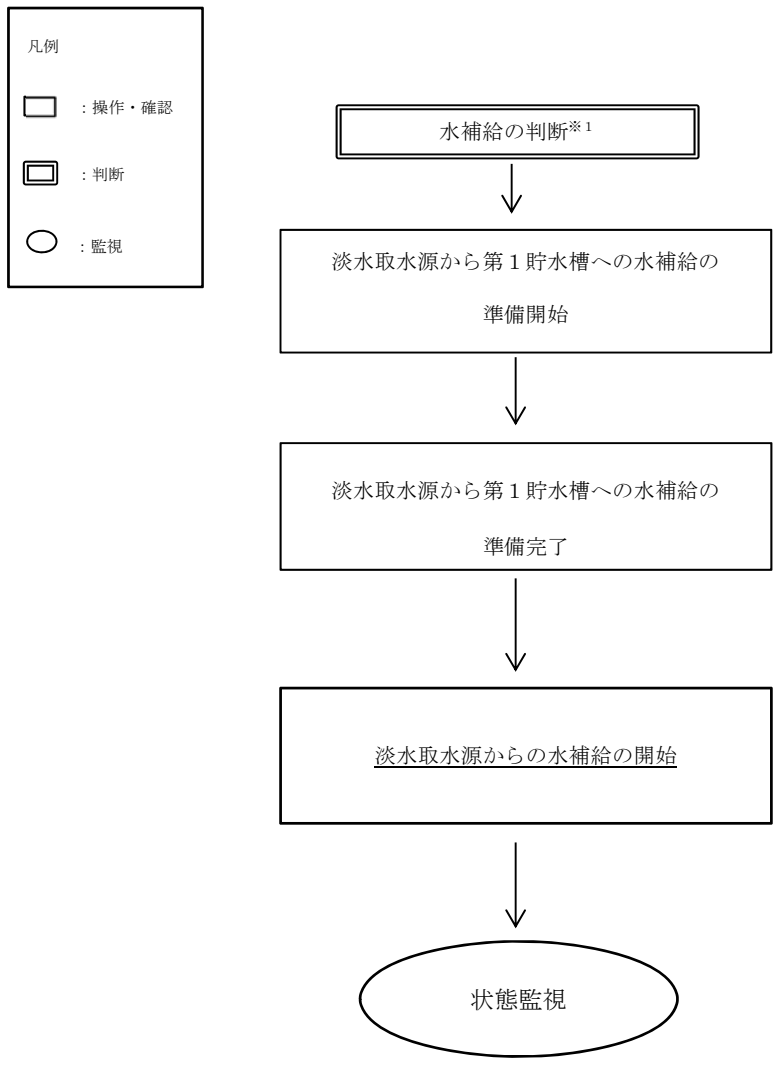 凡例
：操作・確認
：判断
：監視
水補給の判断※1
淡水取水源から第１貯水槽への水補給の
準備開始
淡水取水源から第１貯水槽への水補給の
準備完了
淡水取水源からの水補給の開始
状態監視